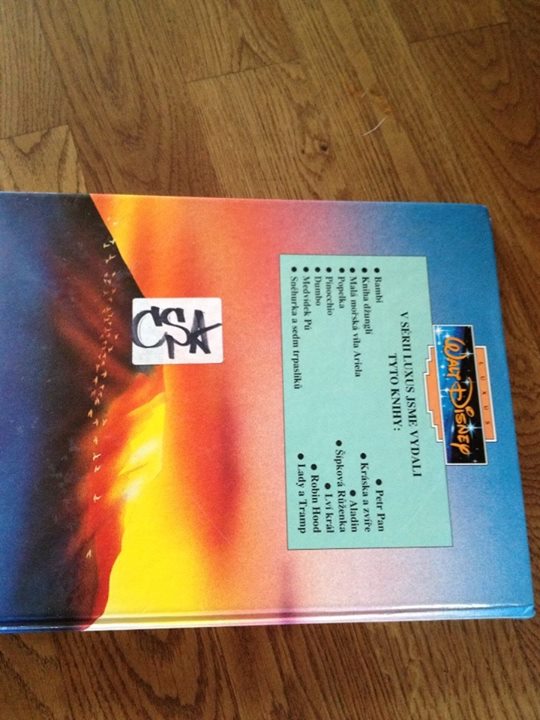 LUXUS
WALT DISNEY
V SÉRII LUXUS JSME VYDALI
TYTO KNIHY:
• Bambi
• Kniha džunglí
• Malá mořská víla Ariela
• Popelka
• Pinocchio
• Dumbo
• Medvídek Pú
• Sněhurka a sedm trpaslíků
• Petr Pan
• Kráska a zvíře
• Aladin
• Šípková Růženka
• Lví král
• Robin Hood
• Lady a Tramp
CSA